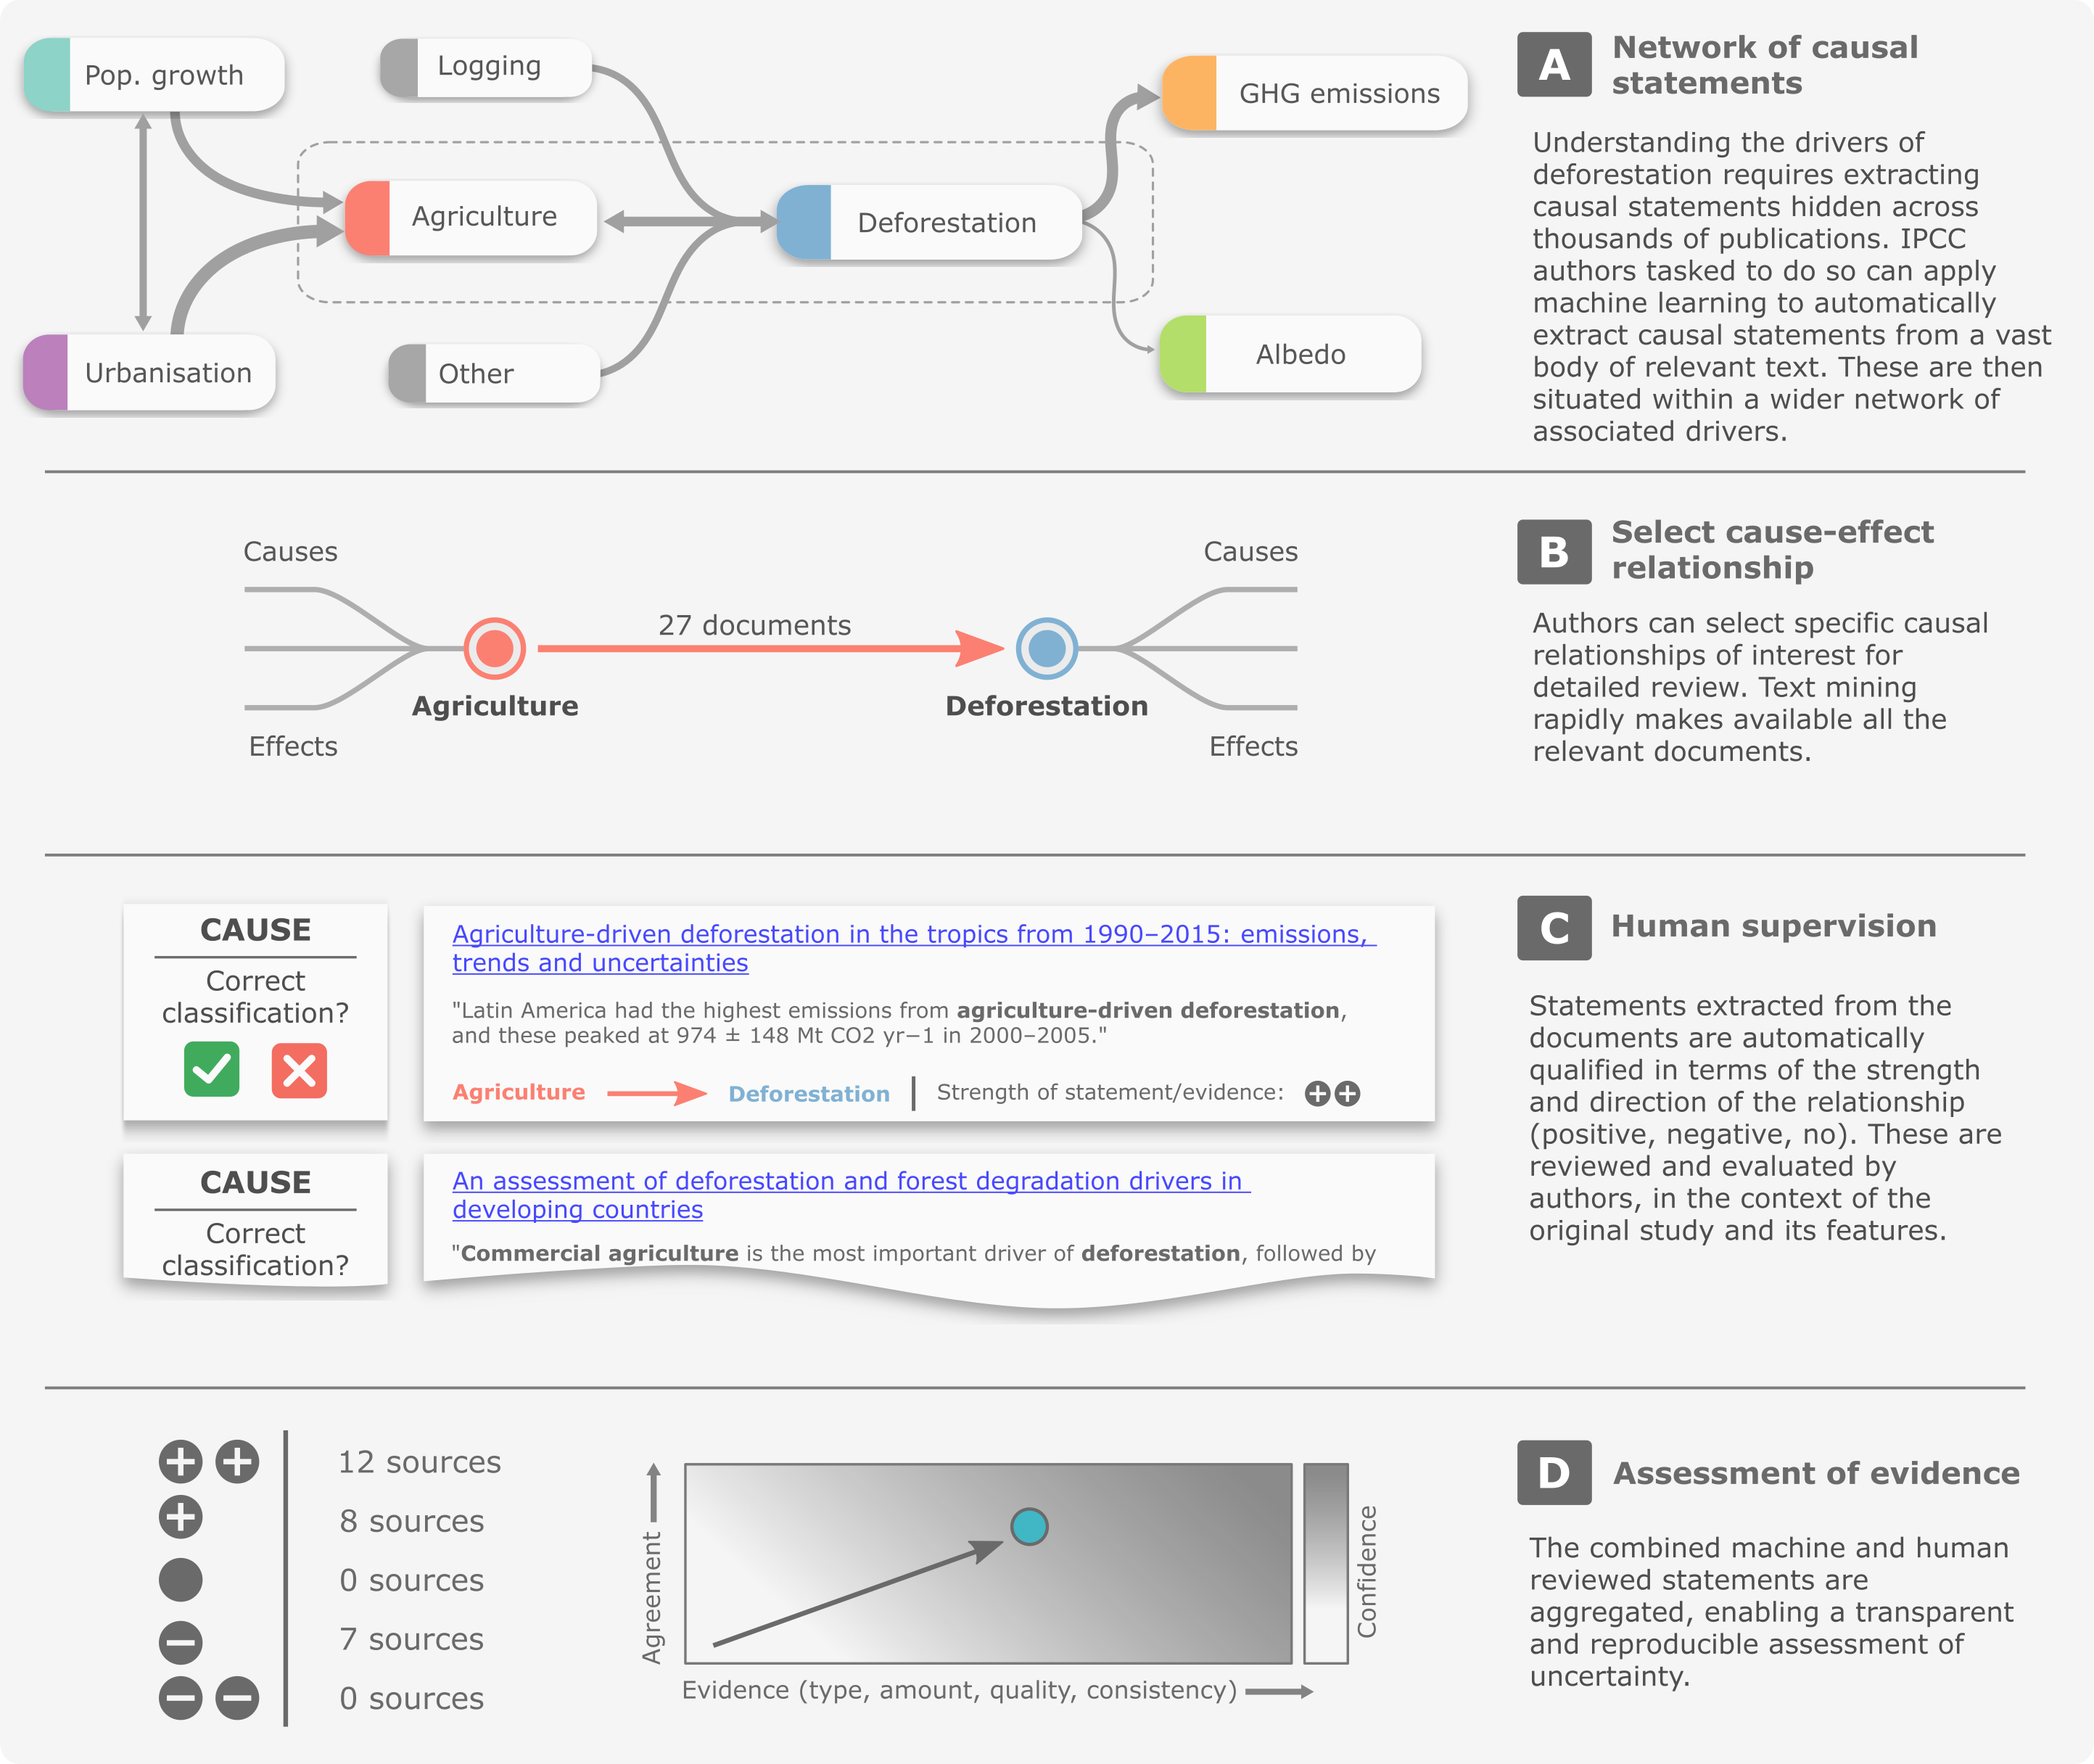 Pop. growth
Logging
GHG emissions
Agriculture
Deforestation
Urbanisation
Other
Albedo
A
Network of causal
statements
Understanding the drivers of
deforestation requires extracting
causal statements hidden across
thousands of publications. IPCC
authors tasked to do so can apply
machine learning to automatically
extract causal statements from a vast
body of relevant text. These are then
situated within a wider network of
associated drivers.
Causes
Causes
27 documents
Agriculture
Deforestation
Effects
Effects
B
Select cause-effect
relationship
Authors can select specific causal
relationships of interest for
detailed review. Text mining
rapidly makes available all the
relevant documents.
CAUSE
Correct
classification?
Agriculture-driven deforestation in the tropics from 1990–2015: emissions,
trends and uncertainties
"Latin America had the highest emissions from agriculture-driven deforestation,
and these peaked at 974 ± 148 Mt CO2 yr−1 in 2000–2005."
Agriculture
Deforestation
Strength of statement/evidence:
CAUSE
Correct
classification?
An assessment of deforestation and forest degradation drivers in
developing countries
"Commercial agriculture is the most important driver of deforestation, followed by
C
Human supervision
Statements extracted from the
documents are automatically
qualified in terms of the strength
and direction of the relationship
(positive, negative, no). These are
reviewed and evaluated by
authors, in the context of the
original study and its features.
12 sources
8 sources
0 sources
7 sources
0 sources
Agreement
Evidence (type, amount, quality, consistency)
Confidence
D
Assessment of evidence
The combined machine and human
reviewed statements are
aggregated, enabling a transparent
and reproducible assessment of
uncertainty.